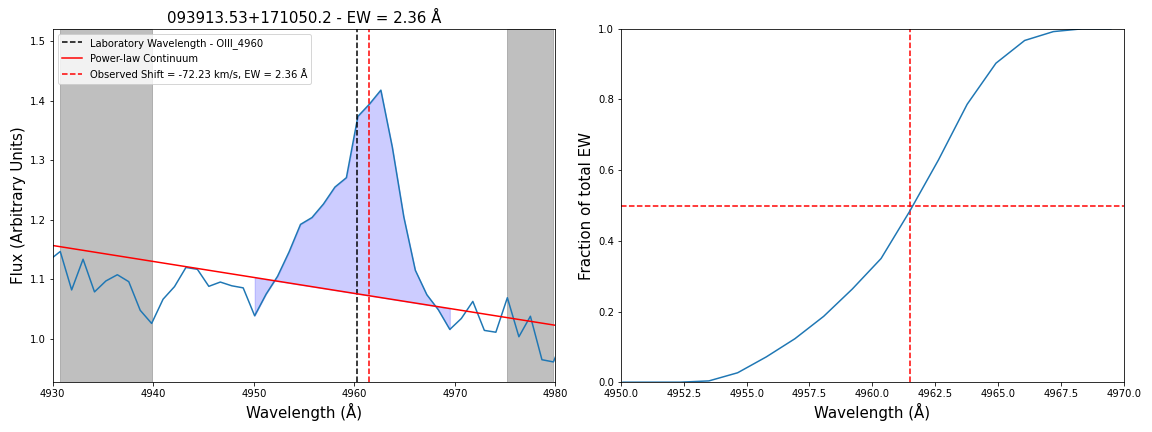 093913.53+171050.2 - EW = 2.36 Å
Laboratory Wavelength - OIII_4960
Power-law Continuum
Observed Shift = -72.23 km/s, EW = 2.36 Å
Flux (Arbitrary Units)
1.5
1.4
1.3
1.2
1.1
1.0
4930 4940 4950 4960 4970 4980
Wavelength (Å)
Fraction of total EW
1.0
0.8
0.6
0.4
0.2
0.0
4950.0 4952.5 4955.0 4957.5 4960.0 4962.5 4965.0 4967.5 4970.0
Wavelength (Å)